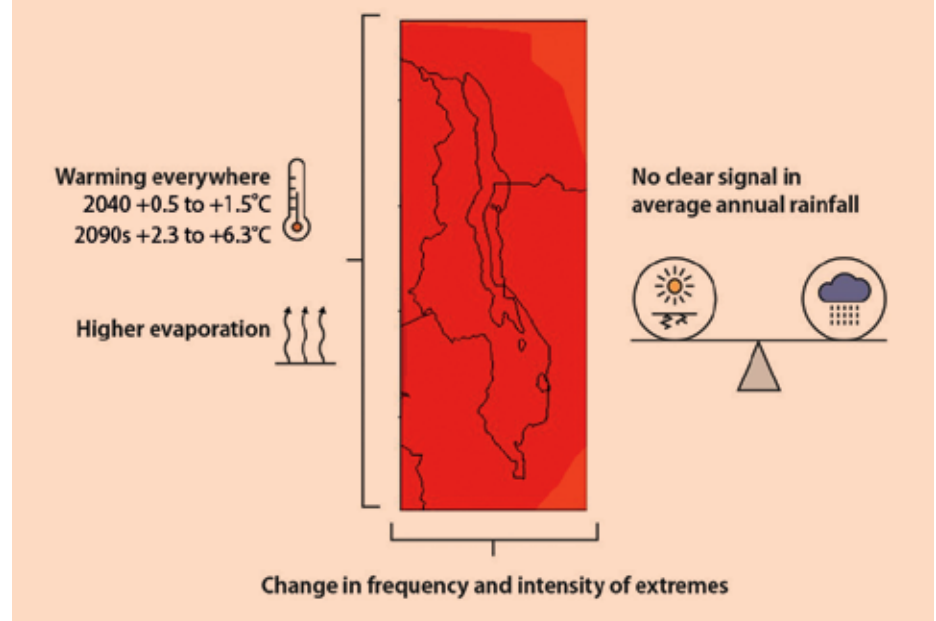 Warming everywhere
2040 +0.5 to +1.5°C
2090s +2.3 to +6.3°C
Higher evaporation
No clear signal in
average annual rainfall
Change in frequency and intensity of extremes